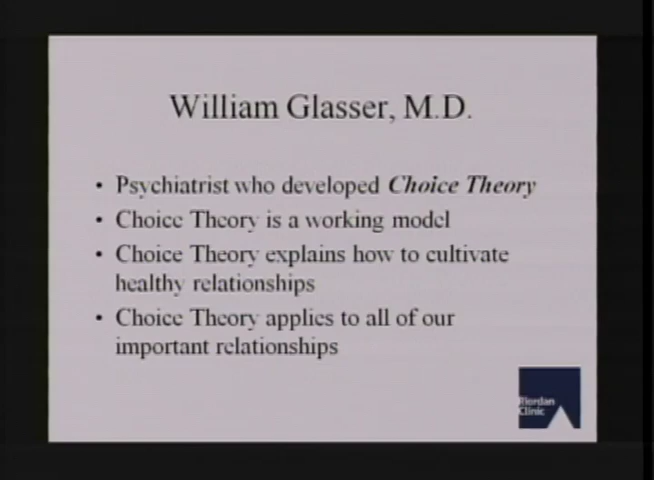 William Glasser, M.D.
• Psychiatrist who developed Choice Theory
• Choice Theory is a working model
• Choice Theory explains how to cultivate
healthy relationships
• Choice Theory applies to all of our
important relationships
Riordan
Clinic